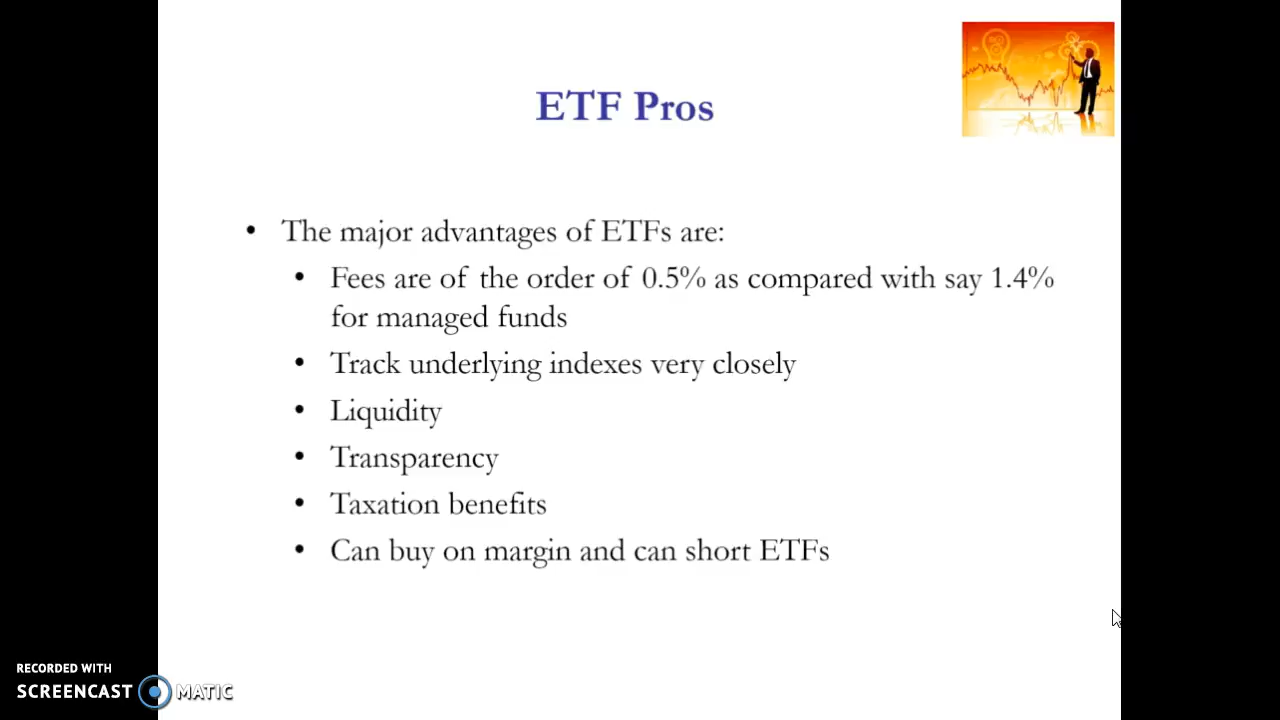 ETF Pros
• The major advantages of ETFs are:
• Fees are of the order of 0.5% as compared with say 1.4%
for managed funds
• Track underlying indexes very closely
• Liquidity
• Transparency
• Taxation benefits
• Can buy on margin and can short ETFs
RECORDED WITH
SCREENCAST MATIC